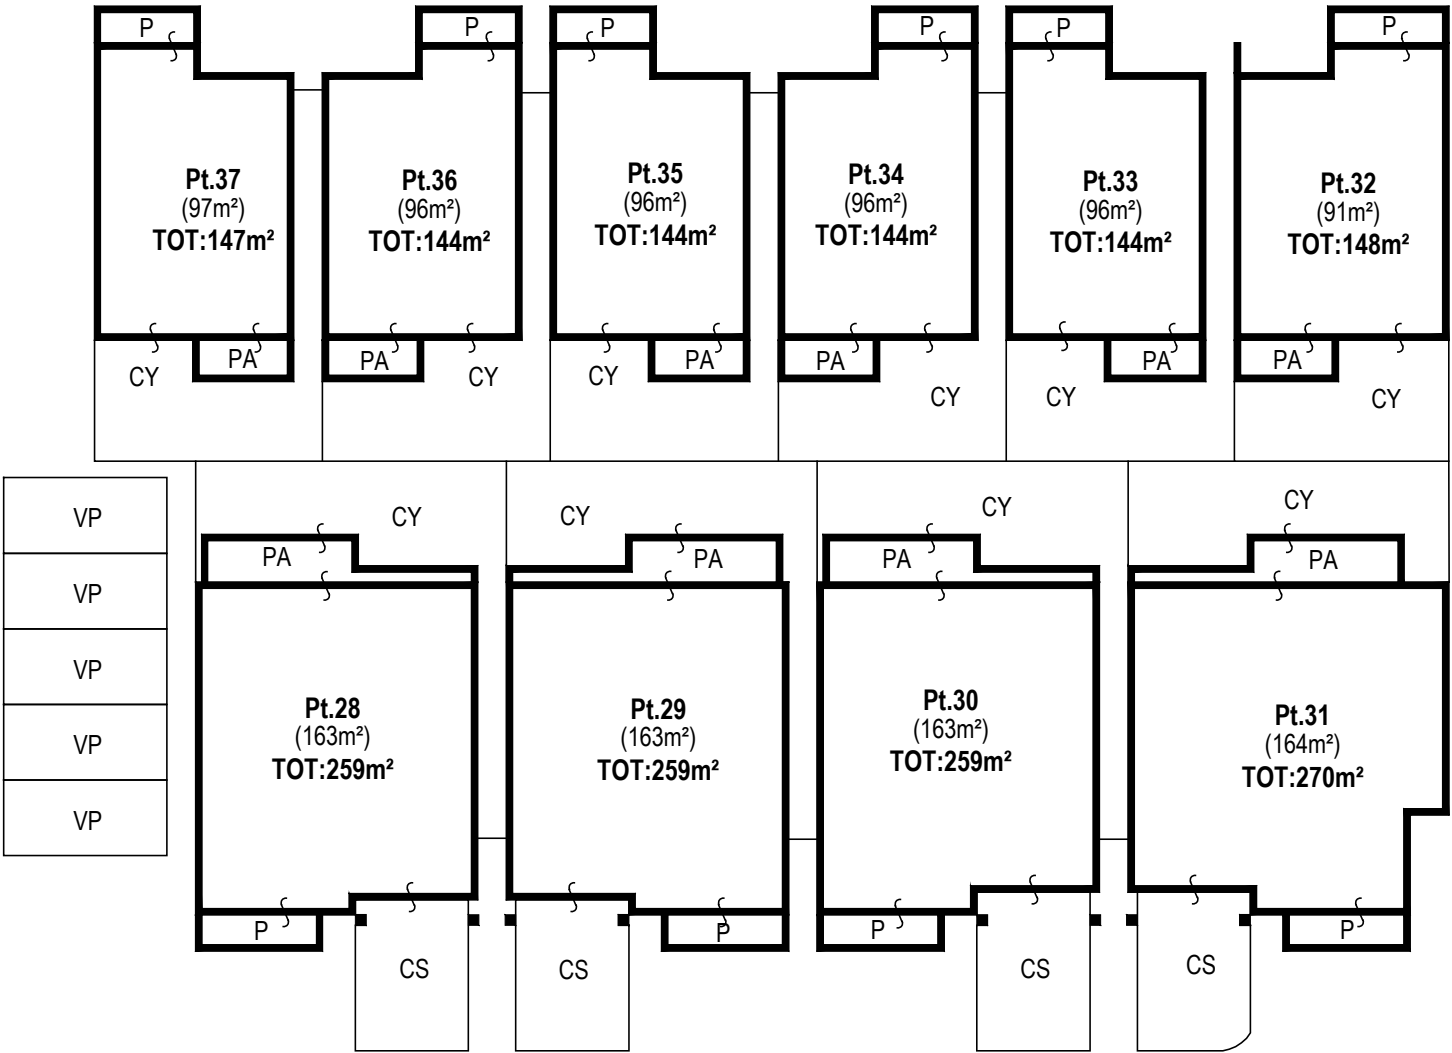 P
P
P
P
P
P
Pt.37
(97m²)
TOT:147m²
Pt.36
(96m²)
TOT:144m²
Pt.35
(96m²)
TOT:144m²
Pt.34
(96m²)
TOT:144m²
Pt.33
(96m²)
TOT:144m²
Pt.32
(91m²)
TOT:148m²
CY
PA
PA
CY
CY
PA
PA
CY
CY
PA
PA
CY
VP
VP
VP
VP
VP
CY
PA
CY
PA
CY
PA
CY
PA
Pt.28
(163m²)
TOT:259m²
Pt.29
(163m²)
TOT:259m²
Pt.30
(163m²)
TOT:259m²
Pt.31
(164m²)
TOT:270m²
P
CS
CS
P
P
CS
CS
P